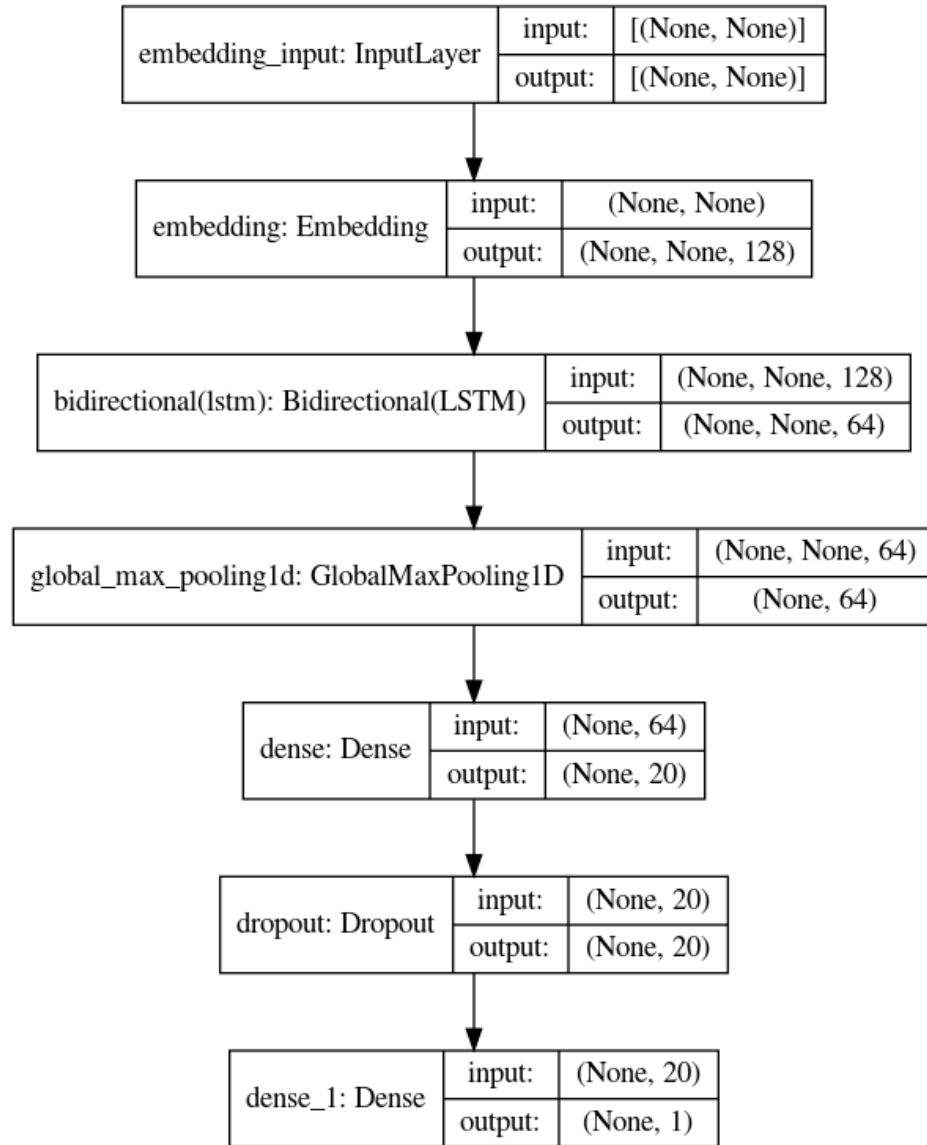 embedding_input: InputLayer
input: [(None, None)]
output: [(None, None)]
embedding: Embedding
input: (None, None)
output: (None, None, 128)
bidirectional(lstm): Bidirectional(LSTM)
input: (None, None, 128)
output: (None, None, 64)
global_max_pooling1d: GlobalMaxPooling1D
input: (None, None, 64)
output: (None, 64)
dense: Dense
input: (None, 64)
output: (None, 20)
dropout: Dropout
input: (None, 20)
output: (None, 20)
dense_1: Dense
input: (None, 20)
output: (None, 1)